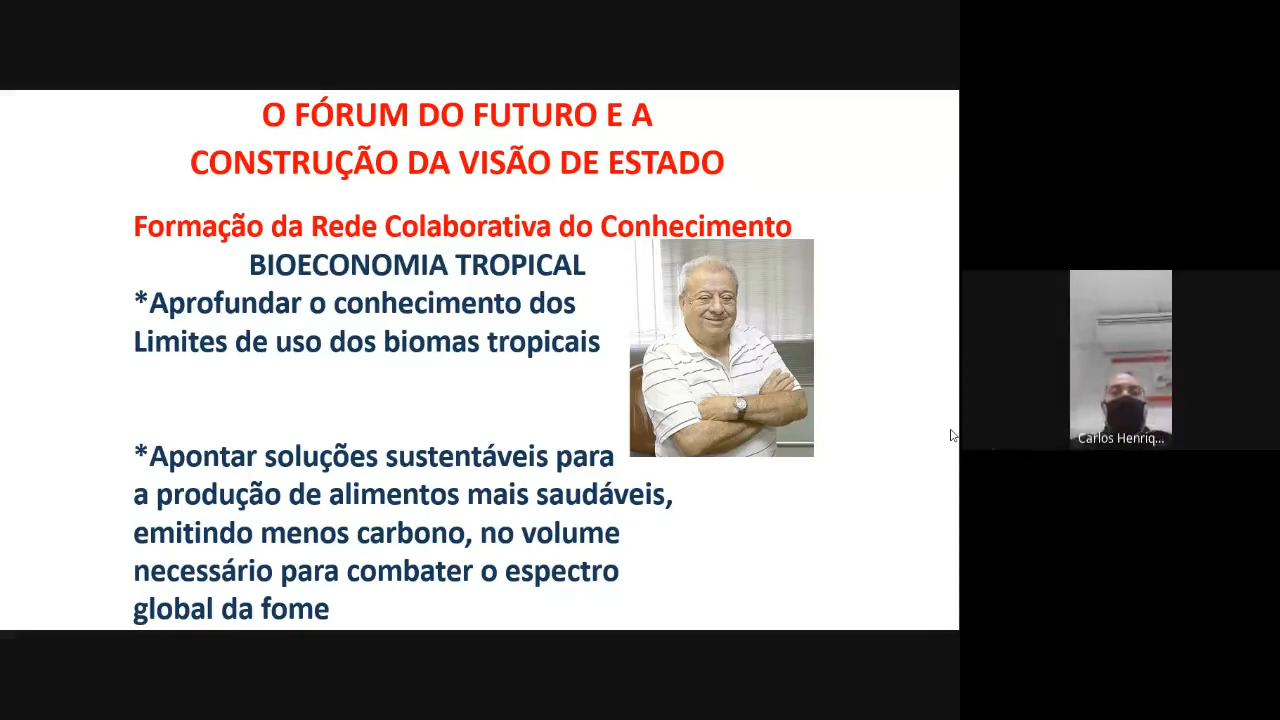 O FÓRUM DO FUTURO E A
CONSTRUÇÃO DA VISÃO DE ESTADO
Formação da Rede Colaborativa do Conhecimento
BIOECONOMIA TROPICAL
*Aprofundar o conhecimento dos
Limites de uso dos biomas tropicais
*Apontar soluções sustentáveis para
a produção de alimentos mais saudáveis,
emitindo menos carbono, no volume
necessário para combater o espectro
global da fome
Carlos Henriq...